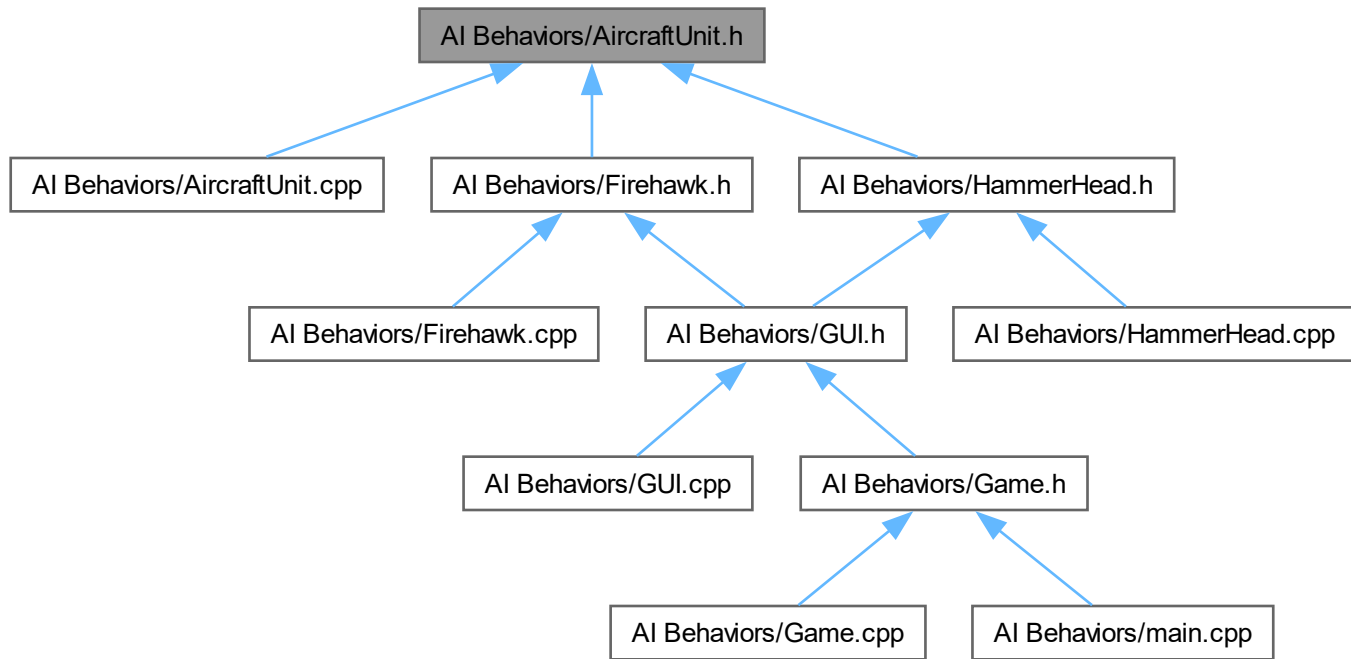 AI Behaviors/AircraftUnit.h
AI Behaviors/AircraftUnit.cpp
AI Behaviors/Firehawk.h
AI Behaviors/HammerHead.h
AI Behaviors/Firehawk.cpp
AI Behaviors/GUI.h
AI Behaviors/HammerHead.cpp
AI Behaviors/GUI.cpp
AI Behaviors/Game.h
AI Behaviors/Game.cpp
AI Behaviors/main.cpp